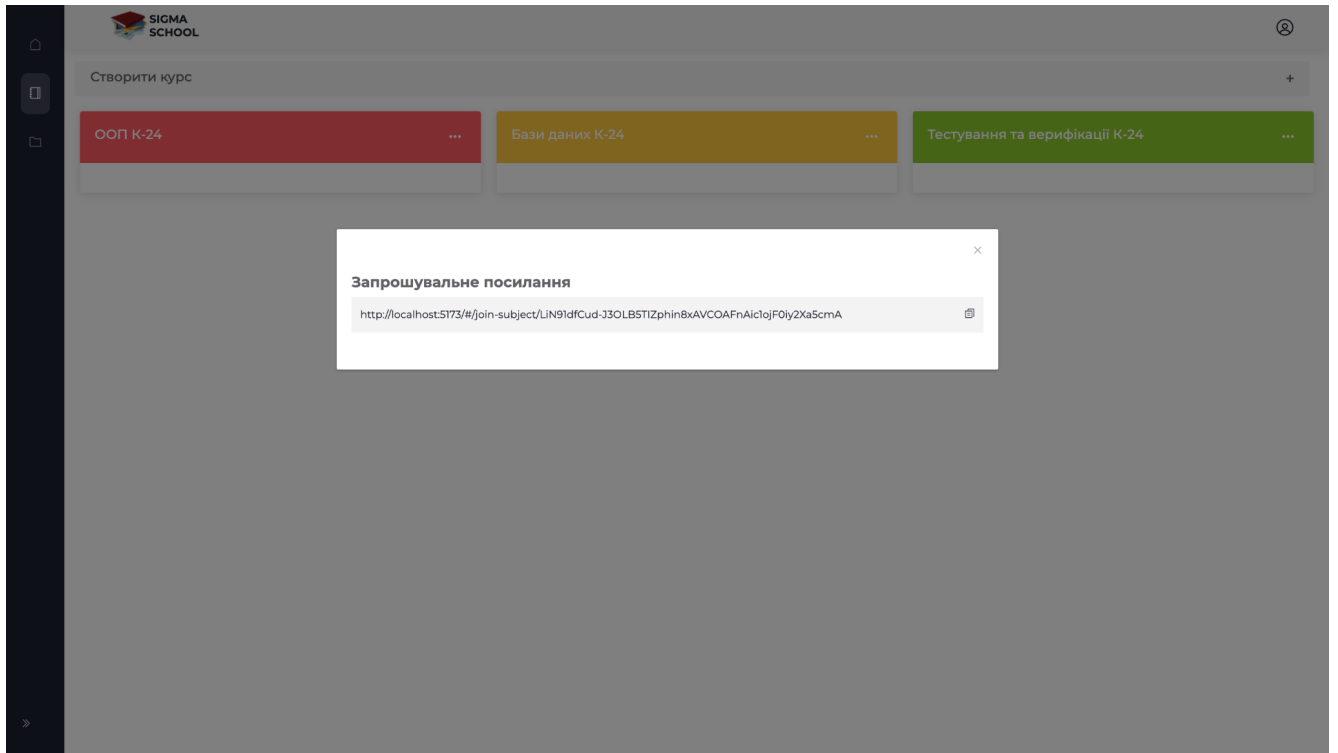 SIGMA
SCHOOL
Створити курс
+
ООП К-24
...
Бази даних К-24
...
Тестування та верифікації К-24
...
Запрошувальне посилання
http://localhost:5173/#/join-subject/LiN91dfCud-J3OLB5TIZphin8xAVCOAFnAic1ojF0iy2Xa5cmA